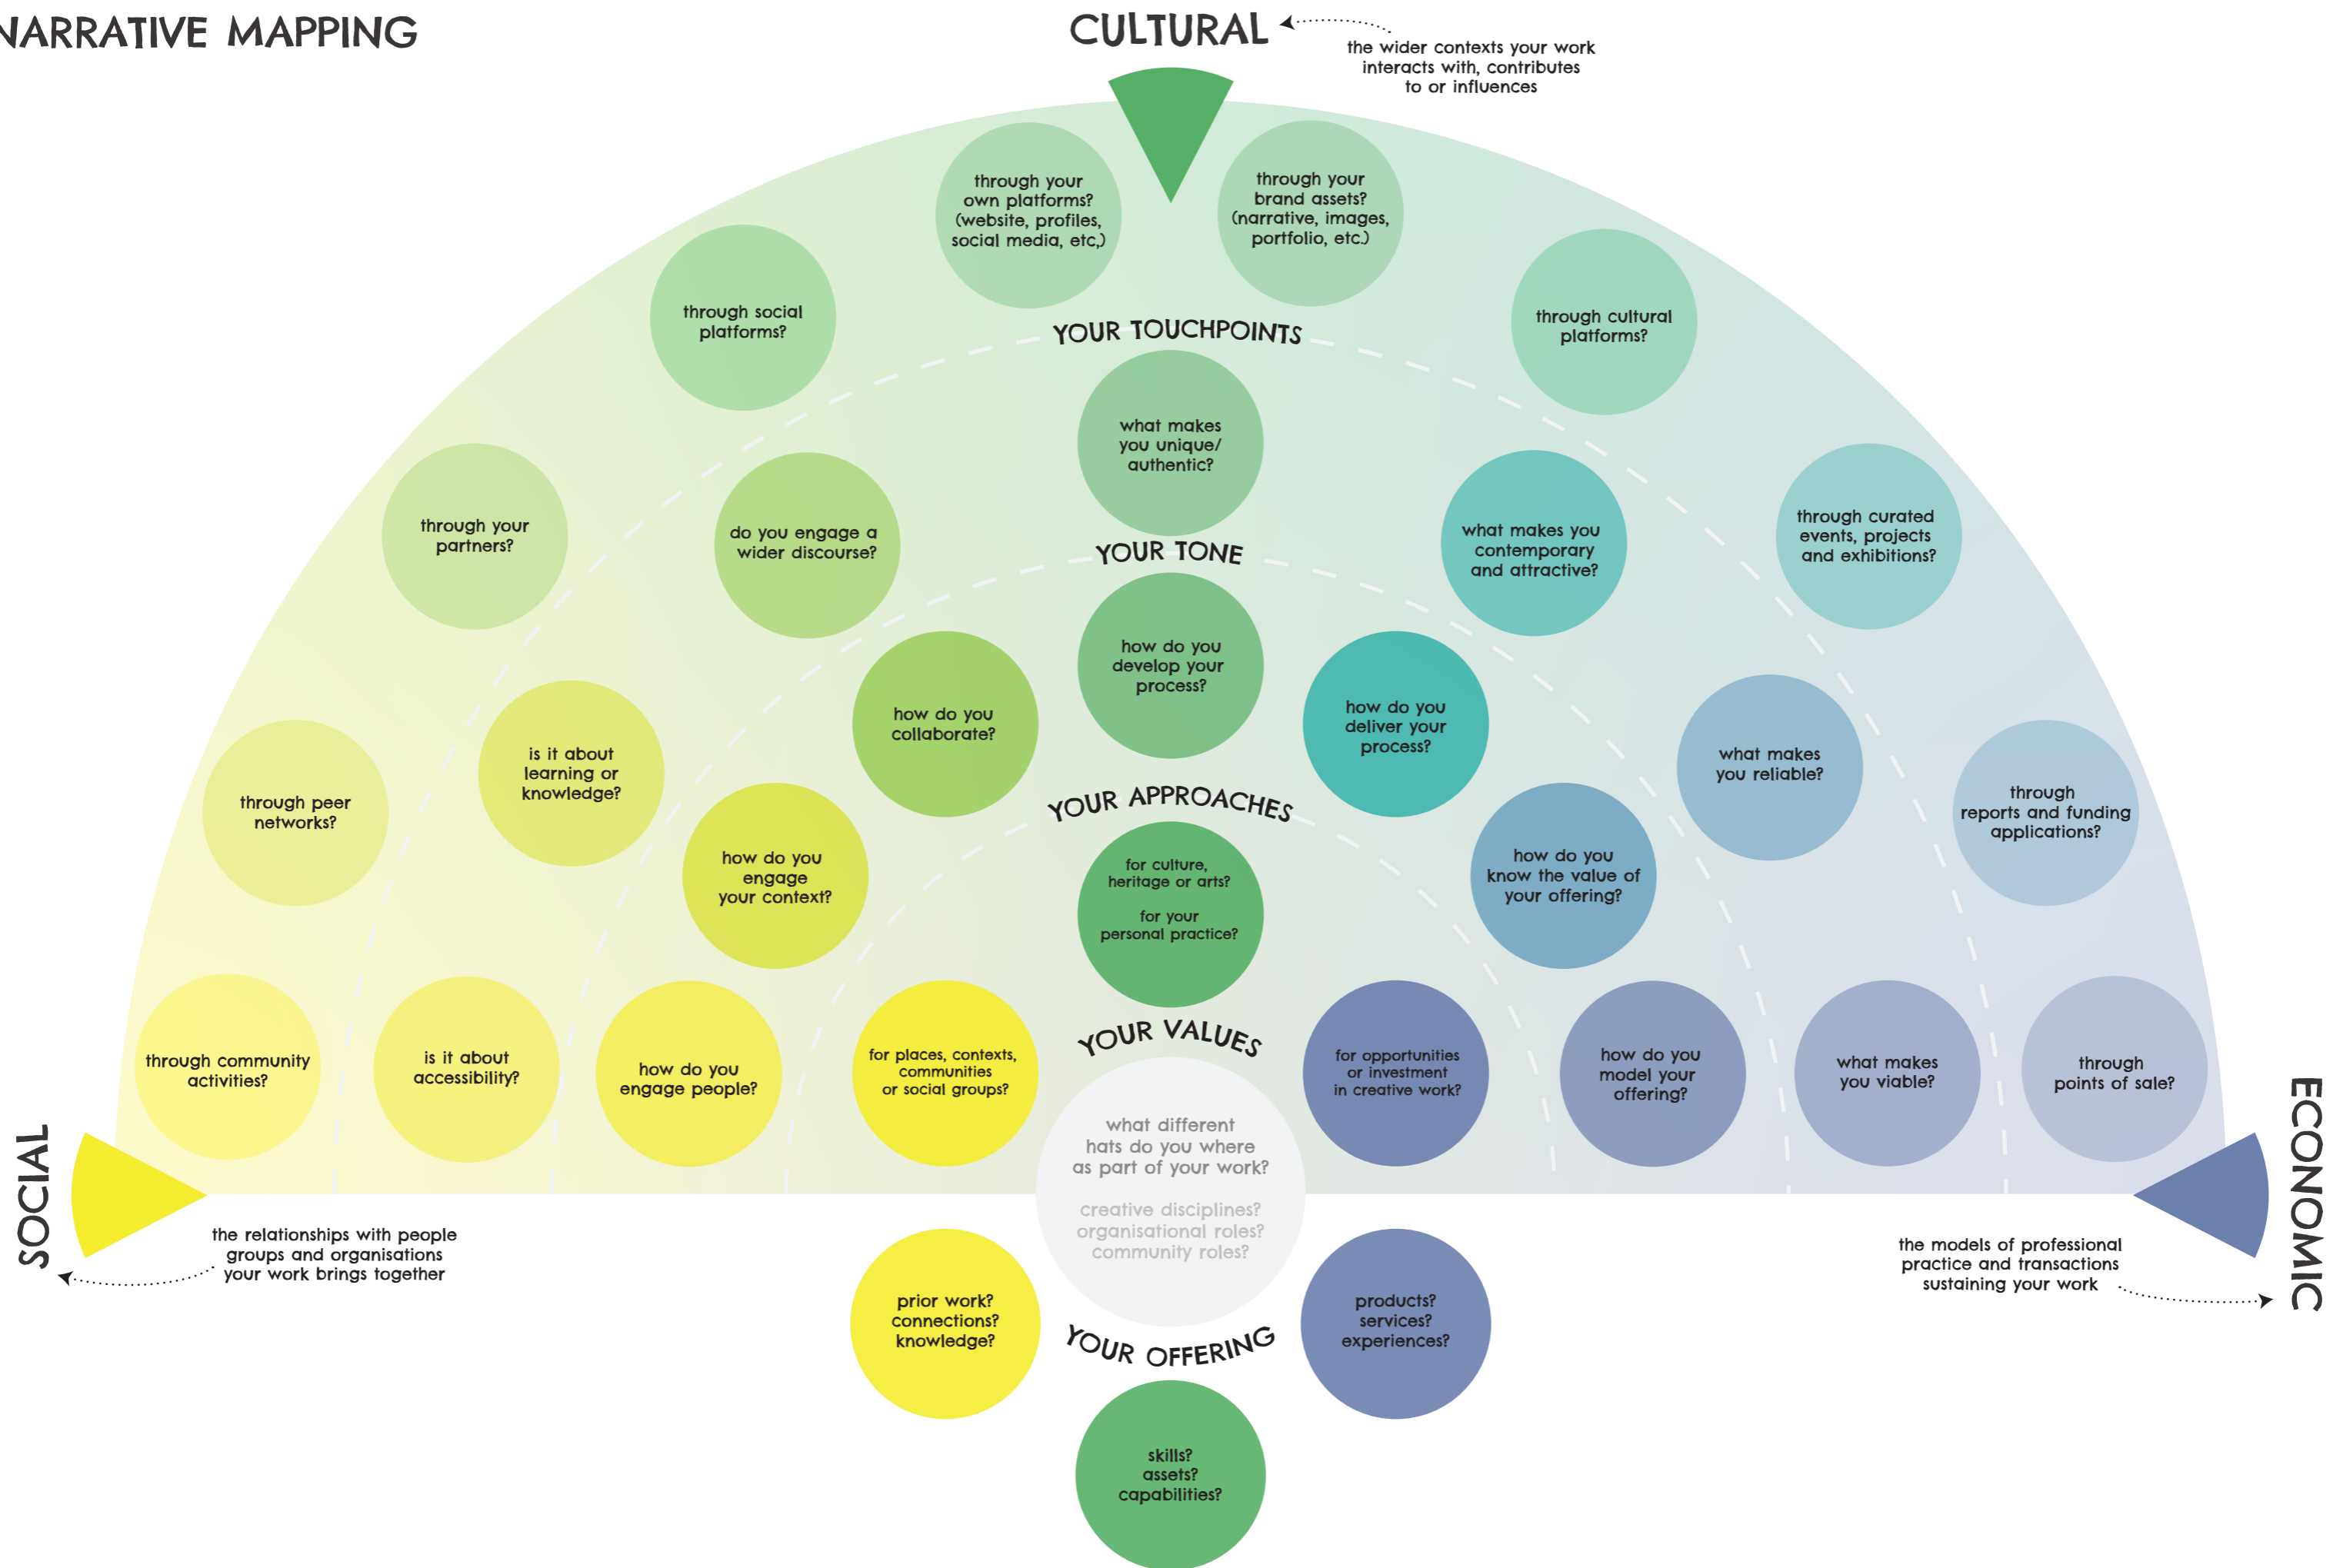 NARRATIVE MAPPING
CULTURAL
the wider contexts your work
interacts with, contributes
to or influences
through your
own platforms?
(website, profiles,
social media, etc,)
through your
brand assets?
(narrative, images,
portfolio, etc.)
through social
platforms?
through cultural
platforms?
YOUR TOUCHPOINTS
what makes
you unique/
authentic?
through your
partners?
do you engage a
wider discourse?
what makes you
contemporary
and attractive?
through curated
events, projects
and exhibitions?
YOUR TONE
how do you
develop your
process?
how do you
collaborate?
how do you
deliver your
process?
is it about
learning or
knowledge?
what makes
you reliable?
through peer
networks?
through
reports and funding
applications?
YOUR APPROACHES
how do you
engage
your context?
for culture,
heritage or arts?
for your
personal practice?
how do you
know the value of
your offering?
YOUR VALUES
through community
activities?
is it about
accessibility?
how do you
engage people?
for places, contexts,
communities
or social groups?
for opportunities
or investment
in creative work?
how do you
model your
offering?
what makes
you viable?
through
points of sale?
what different
hats do you where
as part of your work?
creative disciplines?
organisational roles?
community roles?
SOCIAL
the relationships with people
groups and organisations
your work brings together
ECONOMIC
the models of professional
practice and transactions
sustaining your work
prior work?
connections?
knowledge?
YOUR OFFERING
products?
services?
experiences?
skills?
assets?
capabilities?